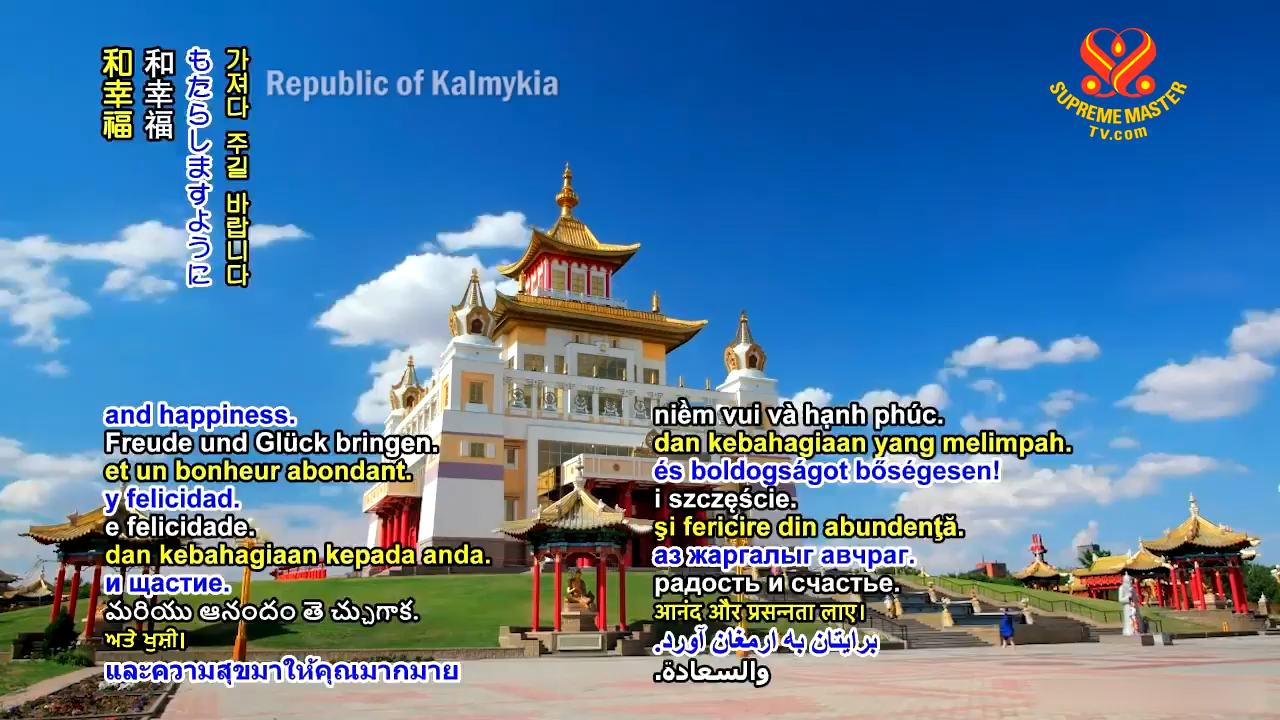 和幸福
和幸福
もたらしますように
가져다 주길 바랍니다
Republic of Kalmykia
SUPREME MASTER
TV.com
and happiness.
Freude und Glück bringen.
et un bonheur abondant.
y felicidad.
e felicidade.
dan kebahagiaan kepada anda.
и щастие.
మరియు ఆనందం తె చ్చుగాక.
ਅਤੇ ਖੁਸ਼ੀ।
และความสุขมาให้คุณมากมาย
niềm vui và hạnh phúc.
dan kebahagiaan yang melimpah.
és boldogságot bőségesen!
i szczęście.
şi fericire din abundenţă.
аз жаргалыг авчраг.
радость и счастье.
आनंद और प्रसन्नता लाए।
برایتان به ارمغان آورد.
والسعادة.